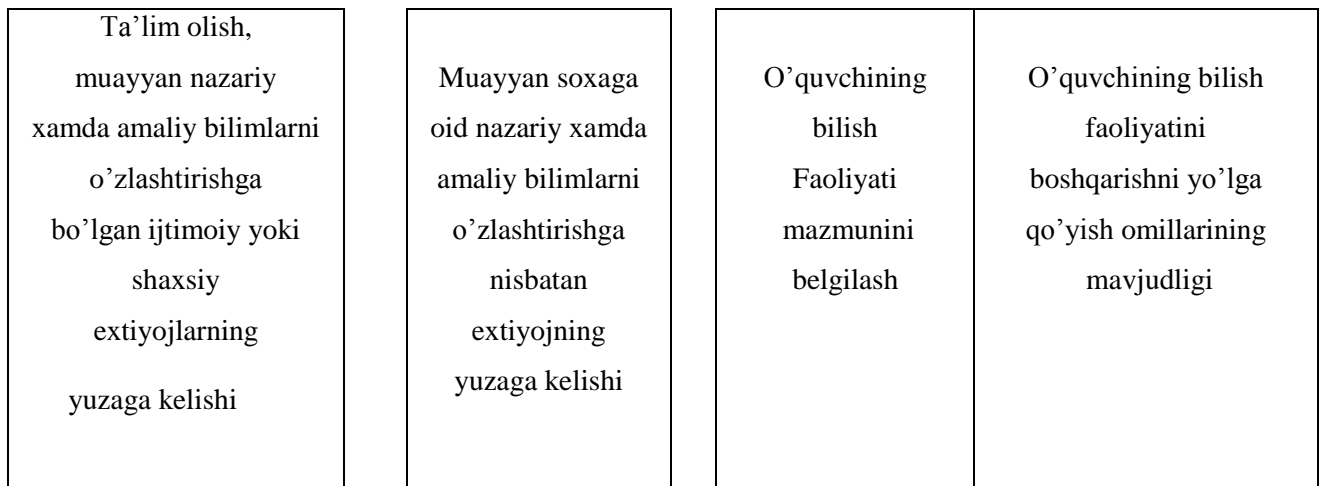 Ta’lim olish,
muayyan nazariy
xamda amaliy bilimlarni
o’zlashtirishga
bo’lgan ijtimoiy yoki
shaxsiy
extiyojlarning
yuzaga kelishi
Muayyan soxaga
oid nazariy xamda
amaliy bilimlarni
o’zlashtirishga
nisbatan
extiyojning
yuzaga kelishi
O’quvchining
bilish
Faoliyati
mazmunini
belgilash
O’quvchining bilish
faoliyatini
boshqarishni yo’lga
qo’yish omillarining
mavjudligi